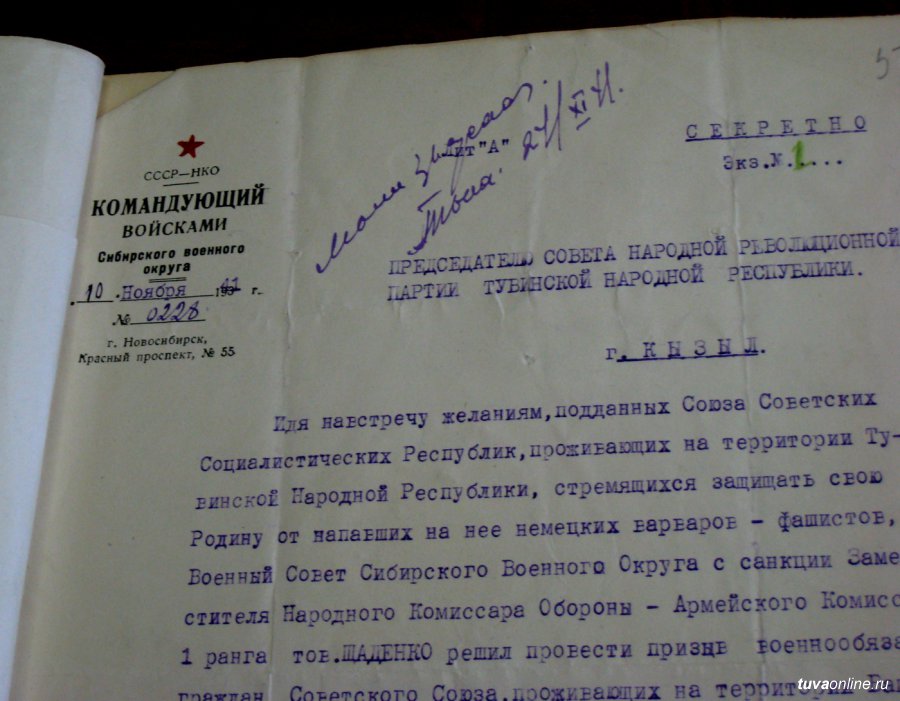 5
СЕКРЕТНО
Лит "А"
Экз.№ 1....
24/XI 41.
СССР—НКО
КОМАНДУЮЩИЙ
ВОЙСКАМИ
Сибирского военного
округа
10 . Ноября 1941 г.
№ 0228
г. Новосибирск,
Красный проспект, № 55
ПРЕДСЕДАТЕЛЮ СОВЕТА НАРОДНОЙ РЕВОЛЮЦИОННОЙ
ПАРТИИ ТУВИНСКОЙ НАРОДНОЙ РЕСПУБЛИКИ.
г. КЫЗЫЛ.
Идя навстречу желаниям,подданных Союза Советских
Социалистических Республик,проживающих на территории Ту-
винской Народной Республики, стремящихся защищать свою
Родину от напавших на нее немецких варваров - фашистов,
Военный Совет Сибирского Военного Округа с санкции Заме
стителя Народного Комиссара Обороны - Армейского Комисс
1 ранга тов.ЩАДЕНКО решил провести призыв военнообяза
граждан Советского Союза,проживающих на территории
tuvaonline.ru